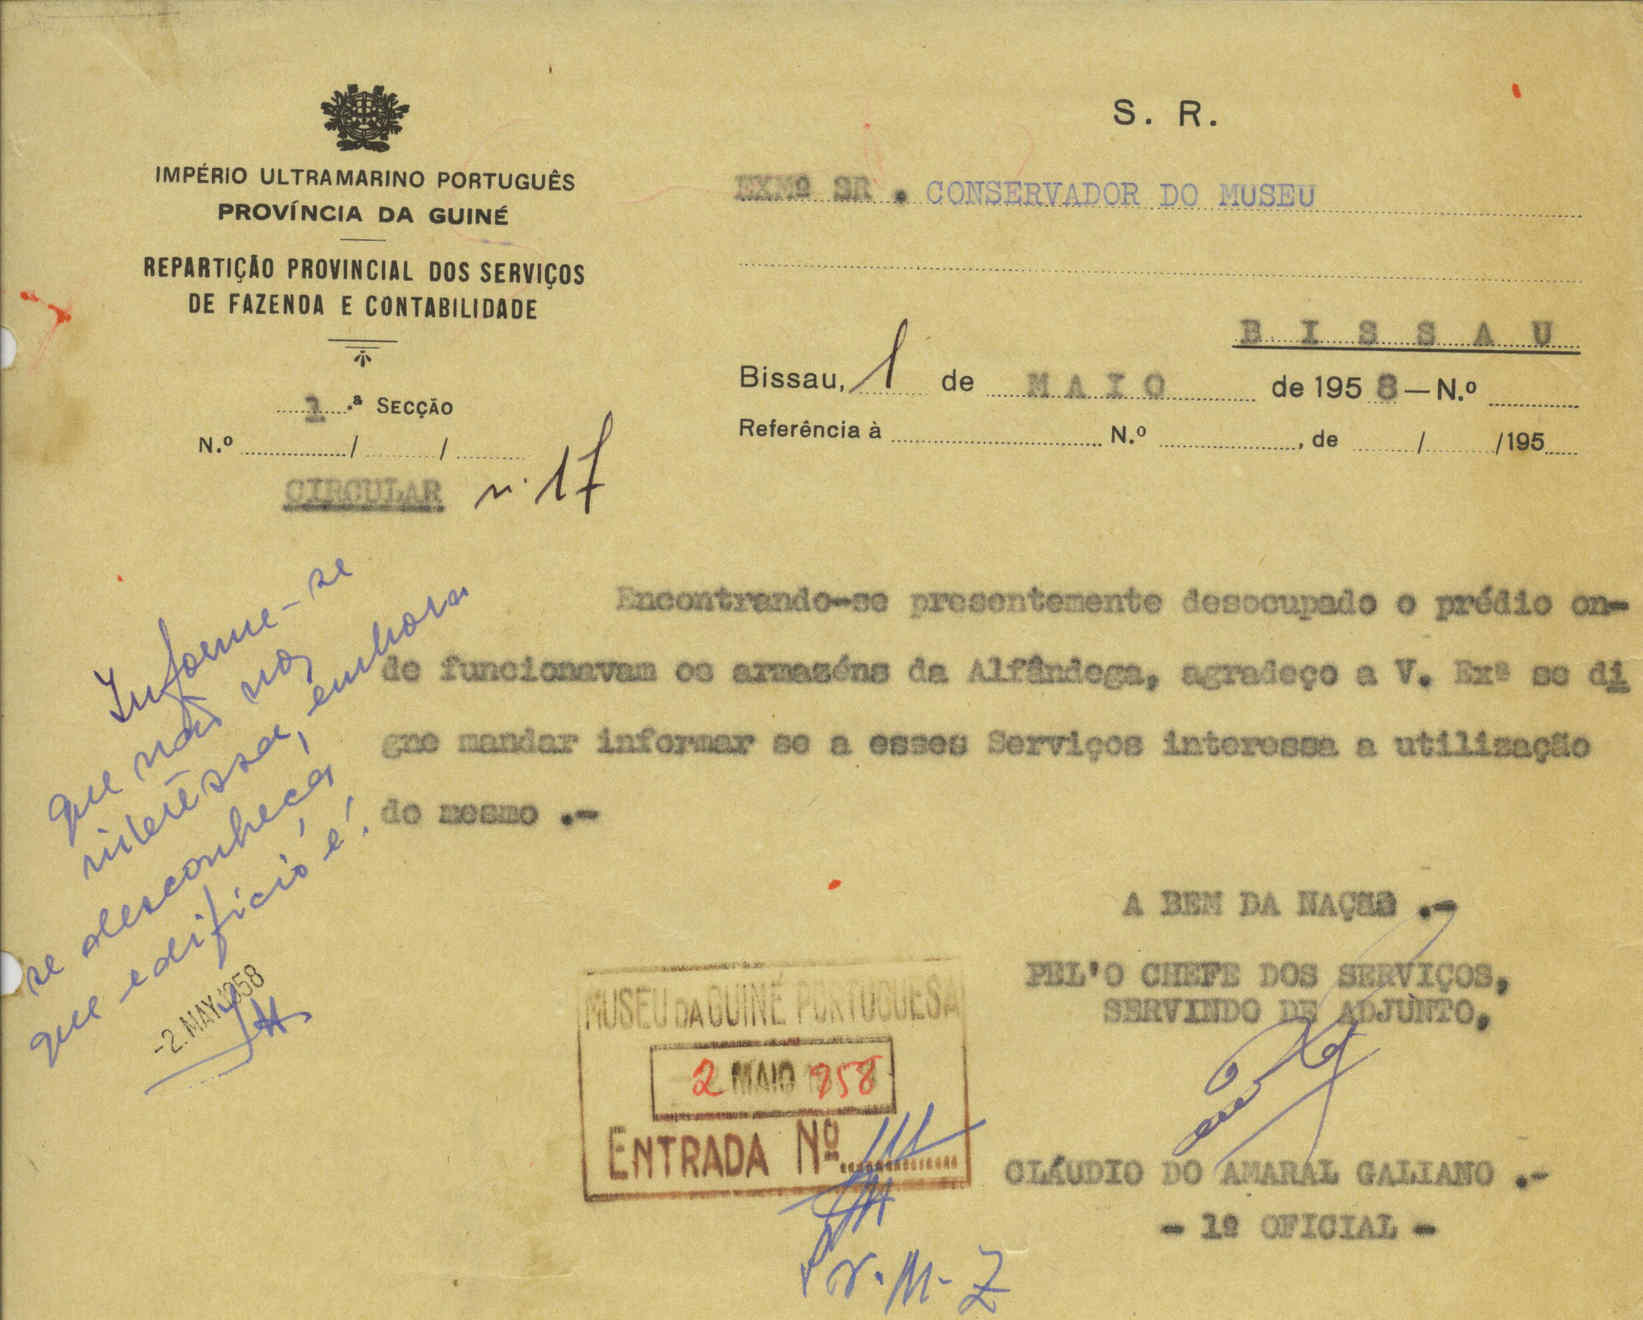 IMPÉRIO ULTRAMARINO PORTUGUÊS
PROVÍNCIA DA GUINÉ
REPARTIÇÃO PROVINCIAL DOS SERVIÇOS
DE FAZENDA E CONTABILIDADE
1.ª SECÇÃO
N.º / /
CIRCULAR n.º 17
S. R.
EXMº SR . CONSERVADOR DO MUSEU
B I S S A U
Bissau, 1 de MAIO de 1958 — N.º
Referência à N.º , de / /195
Informe-se
que não nos
interêssa, embora
se desconheça
que edifício é.
-2.MAY.1958
Encontrando-se presentemente desocupado o prédio on-
de funcionavam os armazéns da Alfândega, agradeço a V. Exª se di
gne mandar informar se a esses Serviços interessa a utilização
do mesmo .-
A BEM DA NAÇÃO .-
PEL'O CHEFE DOS SERVIÇOS,
SERVINDO DE ADJUNTO,
CLÁUDIO DO AMARAL GALIANO .-
- 1º OFICIAL -
MUSEU DA GUINÉ PORTUGUESA
2 MAIO 1958
ENTRADA Nº
V-M-Z